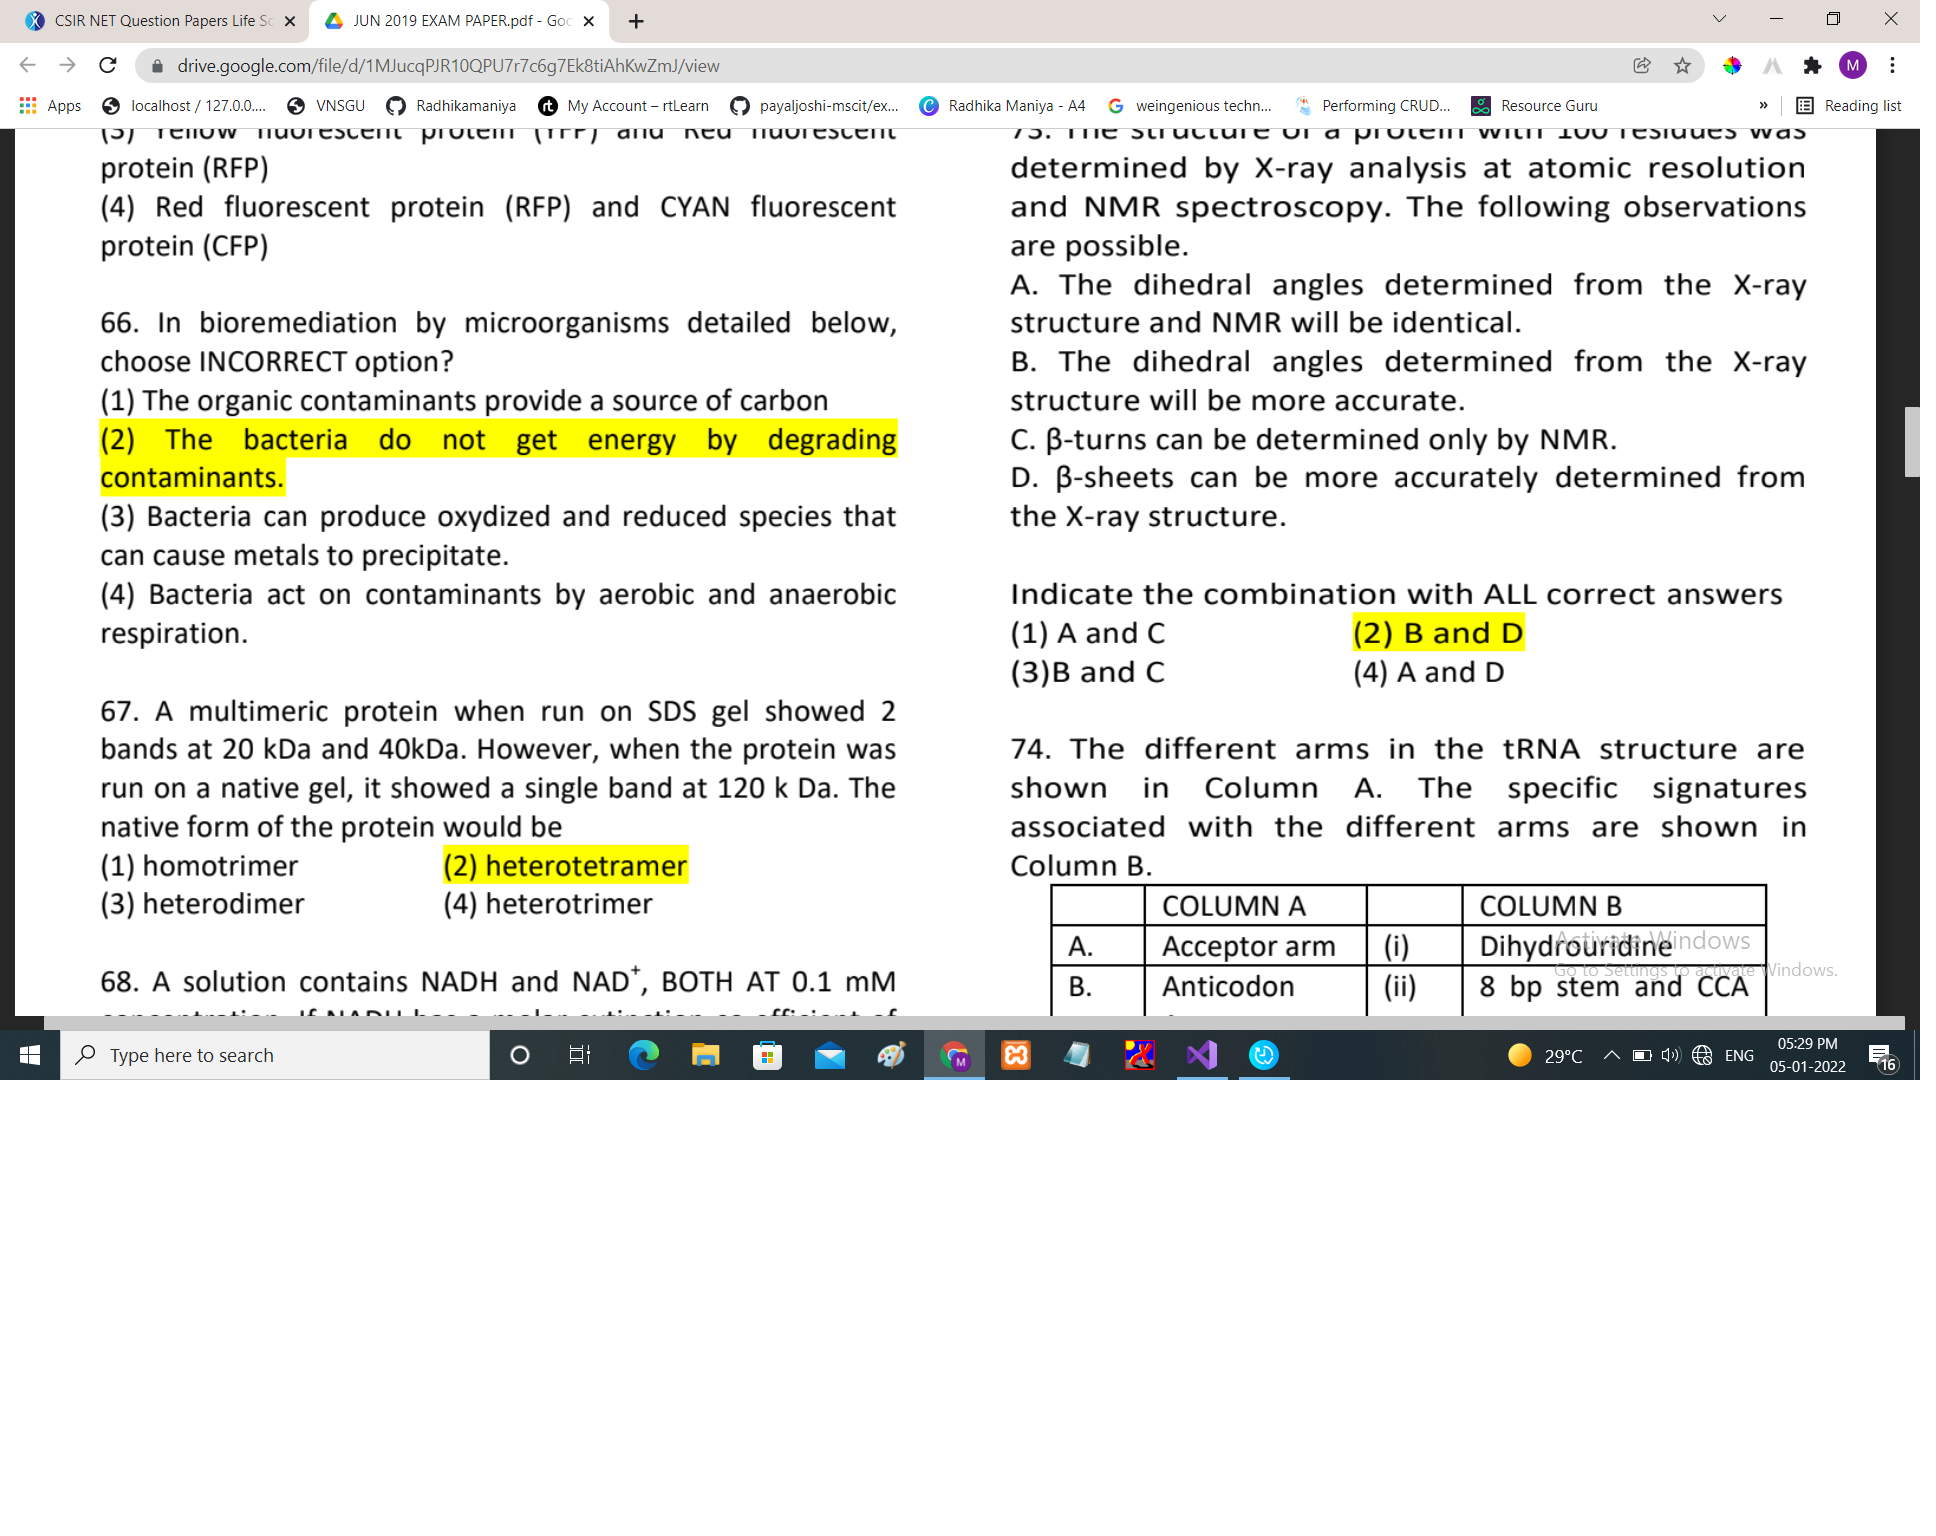 CSIR NET Question Papers Life Sc
JUN 2019 EXAM PAPER.pdf - Goo
drive.google.com/file/d/1MJucqPJR10QPU7r7c6g7Ek8tiAhKwZmJ/view
M
Apps
localhost / 127.0.0....
VNSGU
Radhikamaniya
rt
My Account – rtLearn
payaljoshi-mscit/ex...
Radhika Maniya - A4
weingenious techn...
Performing CRUD...
Resource Guru
»
Reading list
(3) Yellow fluorescent protein (YFP) and Red fluorescent
protein (RFP)
(4) Red fluorescent protein (RFP) and CYAN fluorescent
protein (CFP)
66. In bioremediation by microorganisms detailed below,
choose INCORRECT option?
(1) The organic contaminants provide a source of carbon
(2) The bacteria do not get energy by degrading
contaminants.
(3) Bacteria can produce oxydized and reduced species that
can cause metals to precipitate.
(4) Bacteria act on contaminants by aerobic and anaerobic
respiration.
67. A multimeric protein when run on SDS gel showed 2
bands at 20 kDa and 40kDa. However, when the protein was
run on a native gel, it showed a single band at 120 k Da. The
native form of the protein would be
(1) homotrimer (2) heterotetramer
(3) heterodimer (4) heterotrimer
68. A solution contains NADH and NAD⁺, BOTH AT 0.1 mM
concentration. If NADH has a molar extinction co-efficient of
73. The structure of a protein with 100 residues was
determined by X-ray analysis at atomic resolution
and NMR spectroscopy. The following observations
are possible.
A. The dihedral angles determined from the X-ray
structure and NMR will be identical.
B. The dihedral angles determined from the X-ray
structure will be more accurate.
C. β-turns can be determined only by NMR.
D. β-sheets can be more accurately determined from
the X-ray structure.
Indicate the combination with ALL correct answers
(1) A and C (2) B and D
(3)B and C (4) A and D
74. The different arms in the tRNA structure are
shown in Column A. The specific signatures
associated with the different arms are shown in
Column B.
COLUMN A COLUMN B
A. Acceptor arm (i) Dihydrouridine
B. Anticodon (ii) 8 bp stem and CCA
Activate Windows
Go to Settings to activate Windows.
Type here to search
M
29°C
ENG
05:29 PM
05-01-2022
16